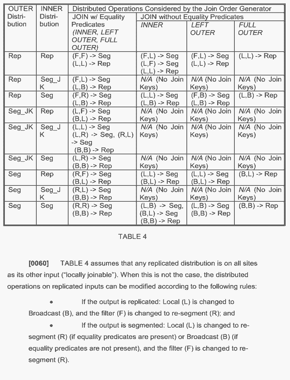 OUTER INNER Distributed Operations Considered by the Join Order Generator
Distri- Distri- JOIN w/ Equality JOIN without Equality Predicates
bution bution Predicates INNER LEFT FULL
(INNER, LEFT OUTER OUTER
OUTER, FULL
OUTER)
Rep Rep (F,F) -> Seg (F,L) -> Seg (F,L) -> Seg (L,L) -> Rep
(L,L) -> Rep (L,F) -> Seg (L,L) -> Rep
(L,L) -> Rep
Rep Seg_J (F,L) -> Seg N/A (No Join N/A (No Join N/A (No Join
K (L,B) -> Rep Keys) Keys) Keys)
Rep Seg (F,R) -> Seg (L,L) -> Seg (F,B) -> Seg (L,B) -> Rep
(L,B) -> Rep (L,B) -> Rep (L,B) -> Rep
Seg_JK Rep (L,F) -> Seg N/A (No Join N/A (No Join N/A (No Join
(B,L) -> Rep Keys) Keys) Keys)
Seg_JK Seg_J (L,L) -> Seg N/A (No Join N/A (No Join N/A (No Join
K (L,R) -> Seg, (R,L) Keys) Keys) Keys)
-> Seg
(B,B) -> Rep
Seg_JK Seg (L,R) -> Seg N/A (No Join N/A (No Join N/A (No Join
(B,B) -> Rep Keys) Keys) Keys)
Seg Rep (R,F) -> Seg (L,L) -> Seg (L,L) -> Seg (B,L) -> Rep
(B,L) -> Rep (B,L) -> Rep (B,L) -> Rep
Seg Seg_J (R,L) -> Seg N/A (No Join N/A (No Join N/A (No Join
K (B,B) -> Rep Keys) Keys) Keys)
Seg Seg (R,R) -> Seg (L,B) -> Seg, (L,B) -> Seg (B,B) -> Rep
(B,B) -> Rep (B,L) -> Seg (B,B) -> Rep
(B,B) -> Rep
TABLE 4
[0060] TABLE 4 assumes that any replicated distribution is on all sites
as its other input (“locally joinable”). When this is not the case, the distributed
operations on replicated inputs can be modified according to the following rules:
• If the output is replicated: Local (L) is changed to
Broadcast (B), and the filter (F) is changed to re-segment (R); and
• If the output is segmented: Local (L) is changed to re-
segment (R) (if equality predicates are present) or Broadcast (B) (if
equality predicates are not present), and the filter (F) is changed to re-
segment (R).